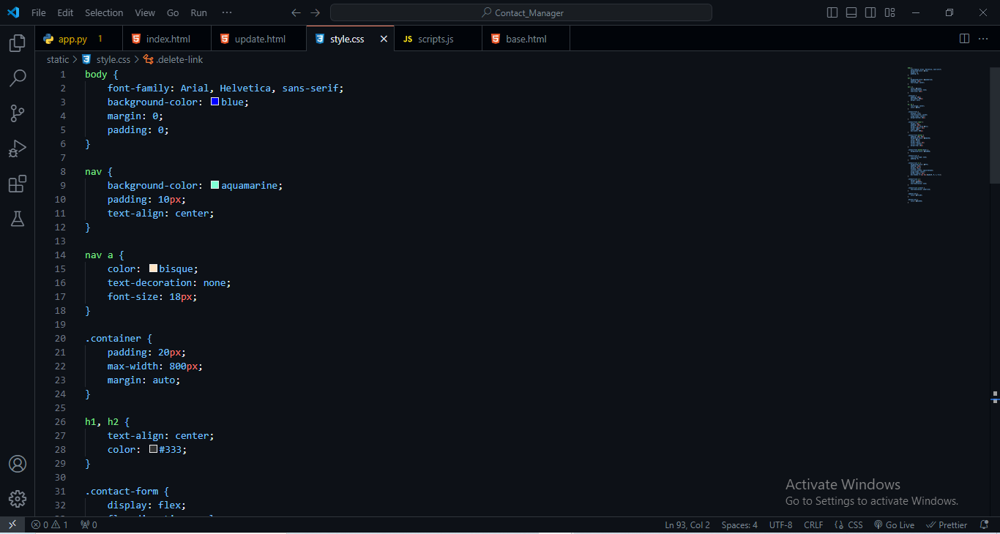 File Edit Selection View Go Run ··· Contact_Manager
app.py 1 index.html update.html style.css JS scripts.js base.html
static > style.css > .delete-link
1 body {
2 font-family: Arial, Helvetica, sans-serif;
3 background-color: blue;
4 margin: 0;
5 padding: 0;
6 }
7
8 nav {
9 background-color: aquamarine;
10 padding: 10px;
11 text-align: center;
12 }
13
14 nav a {
15 color: bisque;
16 text-decoration: none;
17 font-size: 18px;
18 }
19
20 .container {
21 padding: 20px;
22 max-width: 800px;
23 margin: auto;
24 }
25
26 h1, h2 {
27 text-align: center;
28 color: #333;
29 }
30
31 .contact-form {
32 display: flex;
Activate Windows
Go to Settings to activate Windows.
0 1 0 Ln 93, Col 2 Spaces: 4 UTF-8 CRLF CSS Go Live Prettier